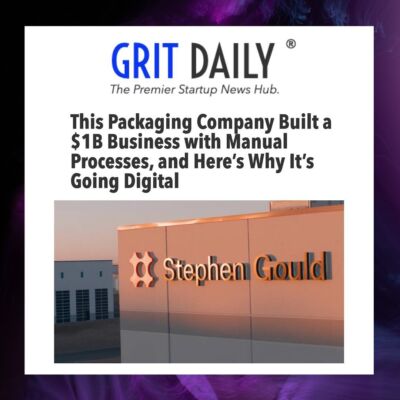 GRIT DAILY ®
The Premier Startup News Hub.
This Packaging Company Built a
$1B Business with Manual
Processes, and Here's Why It's
Going Digital
Stephen Gould